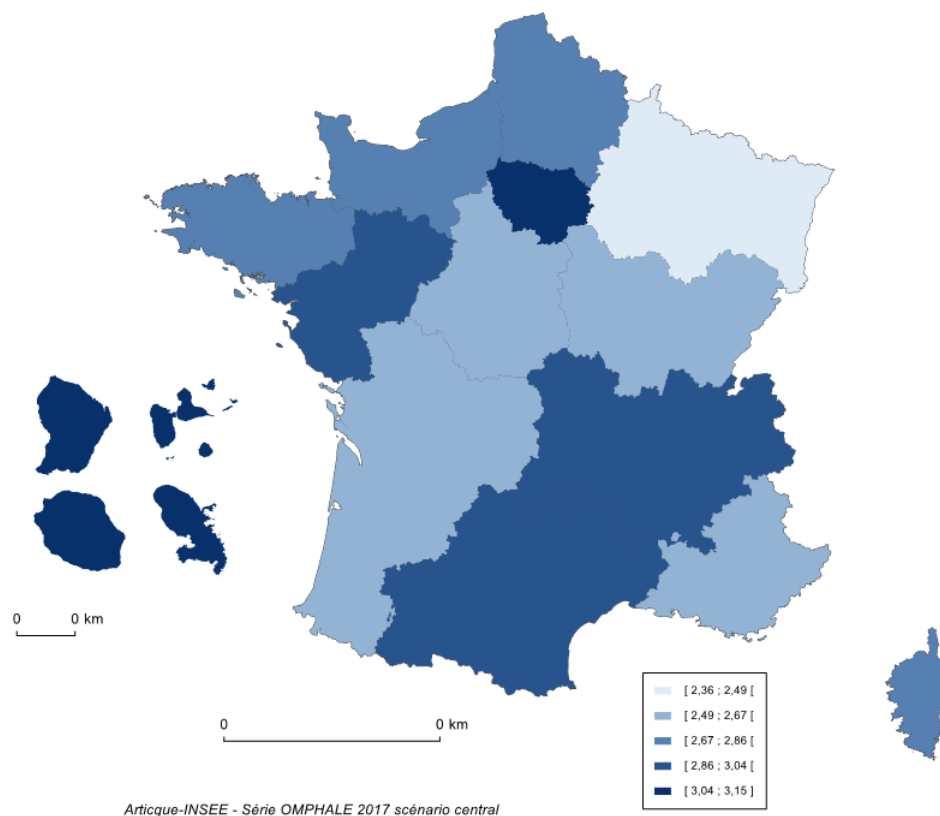 0 0 km
0 0 km
[ 2,36 ; 2,49 [
[ 2,49 ; 2,67 [
[ 2,67 ; 2,86 [
[ 2,86 ; 3,04 [
[ 3,04 ; 3,15 ]
Articque-INSEE - Série OMPHALE 2017 scénario central